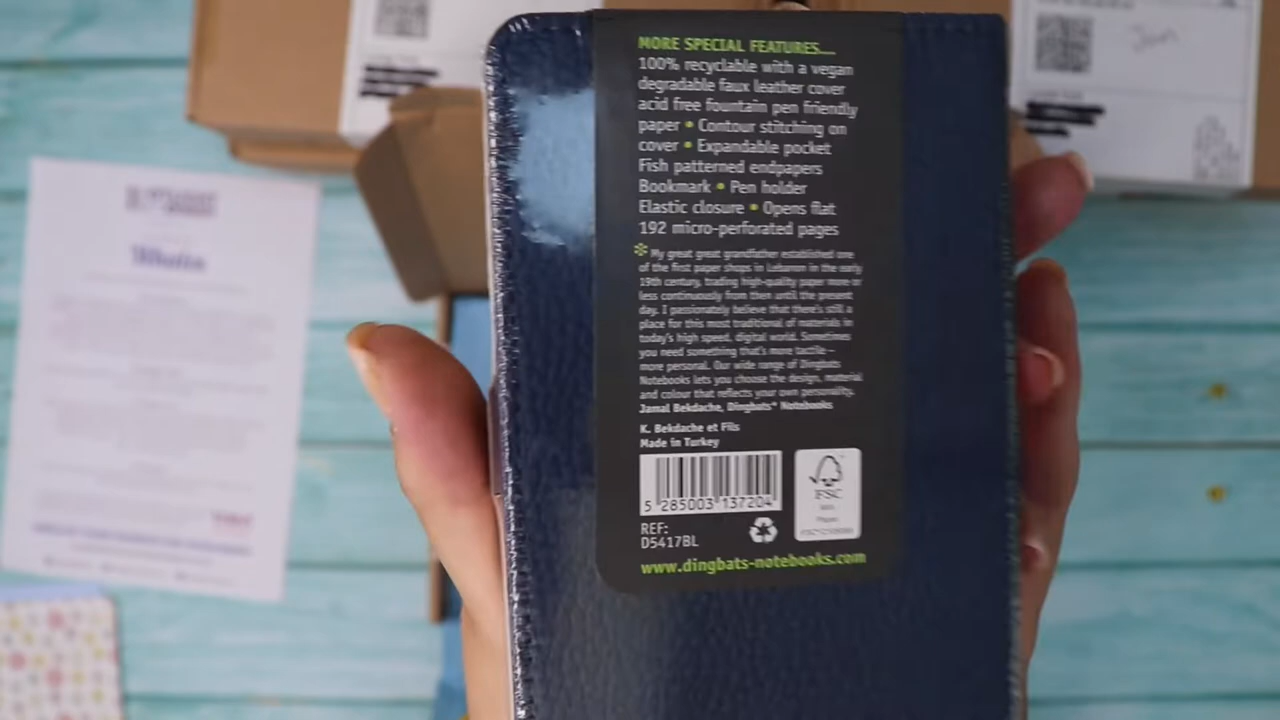 MORE SPECIAL FEATURES...
100% recyclable with a vegan
degradable faux leather cover
acid free fountain pen friendly
paper • Contour stitching on
cover • Expandable pocket
Fish patterned endpapers
Bookmark • Pen holder
Elastic closure • Opens flat
192 micro-perforated pages
* My great great grandfather established one
of the first paper shops in Lebanon in the early
19th century, trading high-quality paper more or
less continuously from then until the present
day. I passionately believe that there's still a
place for this most traditional of materials in
today's high speed, digital world. Sometimes
you need something that's more tactile –
more personal. Our wide range of Dingbats
Notebooks lets you choose the design, material
and colour that reflects your own personality.
Jamal Bekdache, Dingbats* Notebooks
K. Bekdache et Fils
Made in Turkey
5 285003 137204
FSC
REF:
D5417BL
www.dingbats-notebooks.com